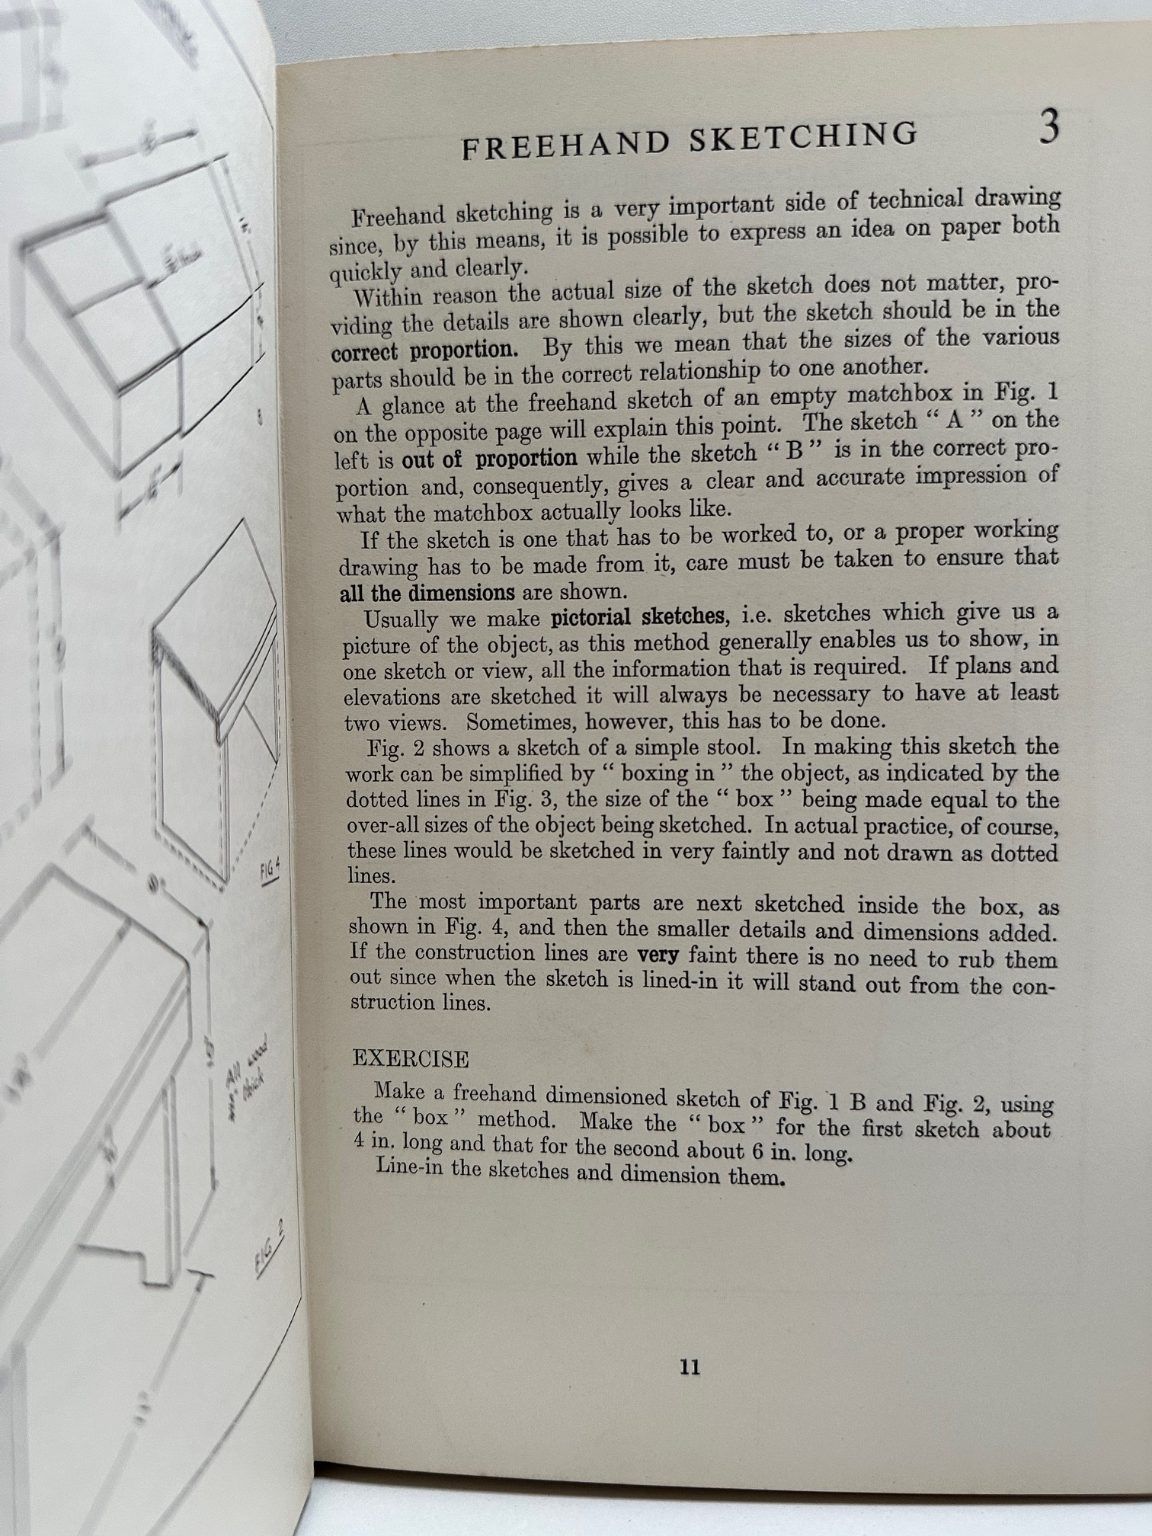 FREEHAND SKETCHING 3
Freehand sketching is a very important side of technical drawing
since, by this means, it is possible to express an idea on paper both
quickly and clearly.
Within reason the actual size of the sketch does not matter, pro-
viding the details are shown clearly, but the sketch should be in the
correct proportion. By this we mean that the sizes of the various
parts should be in the correct relationship to one another.
A glance at the freehand sketch of an empty matchbox in Fig. 1
on the opposite page will explain this point. The sketch “ A ” on the
left is out of proportion while the sketch “ B ” is in the correct pro-
portion and, consequently, gives a clear and accurate impression of
what the matchbox actually looks like.
If the sketch is one that has to be worked to, or a proper working
drawing has to be made from it, care must be taken to ensure that
all the dimensions are shown.
Usually we make pictorial sketches, i.e. sketches which give us a
picture of the object, as this method generally enables us to show, in
one sketch or view, all the information that is required. If plans and
elevations are sketched it will always be necessary to have at least
two views. Sometimes, however, this has to be done.
Fig. 2 shows a sketch of a simple stool. In making this sketch the
work can be simplified by “ boxing in ” the object, as indicated by the
dotted lines in Fig. 3, the size of the “ box ” being made equal to the
over-all sizes of the object being sketched. In actual practice, of course,
these lines would be sketched in very faintly and not drawn as dotted
lines.
The most important parts are next sketched inside the box, as
shown in Fig. 4, and then the smaller details and dimensions added.
If the construction lines are very faint there is no need to rub them
out since when the sketch is lined-in it will stand out from the con-
struction lines.
EXERCISE
Make a freehand dimensioned sketch of Fig. 1 B and Fig. 2, using
the “ box ” method. Make the “ box ” for the first sketch about
4 in. long and that for the second about 6 in. long.
Line-in the sketches and dimension them.
11
FIG 4
All wood
thick
FIG. 2